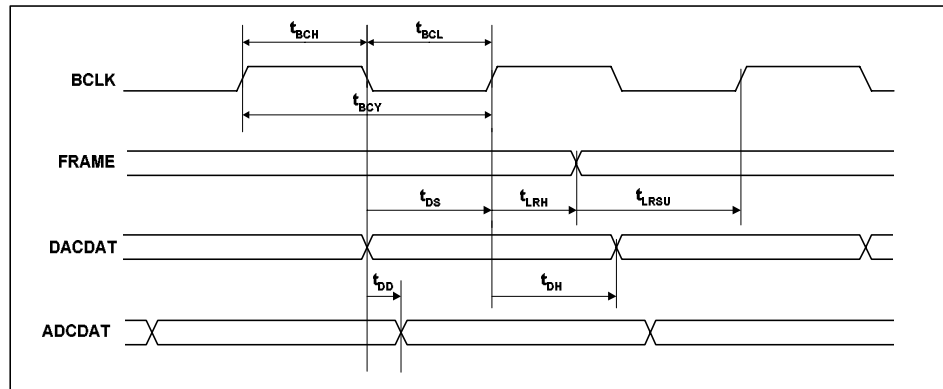 tBCH tBCL
BCLK
tBCY
FRAME
tDS tLRH tLRSU
DACDAT
tDD tDH
ADCDAT